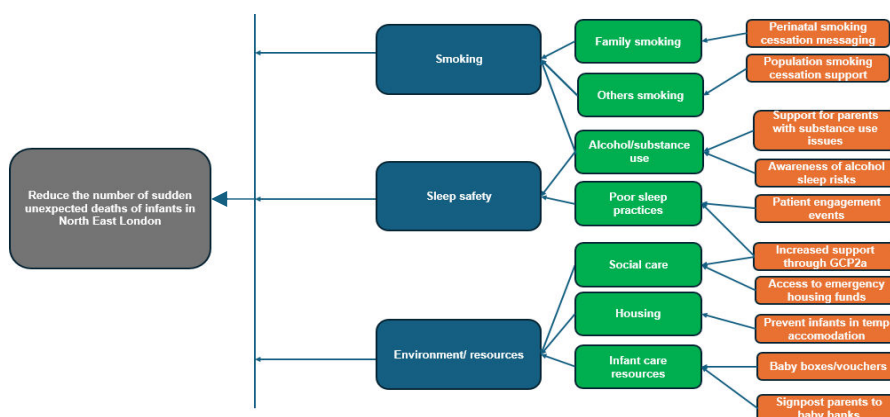 Reduce the number of sudden
unexpected deaths of infants in
North East London
Smoking
Sleep safety
Environment/ resources
Family smoking
Others smoking
Alcohol/substance
use
Poor sleep
practices
Social care
Housing
Infant care
resources
Perinatal smoking
cessation messaging
Population smoking
cessation support
Support for parents
with substance use
issues
Awareness of alcohol
sleep risks
Patient engagement
events
Increased support
through GCP2a
Access to emergency
housing funds
Prevent infants in temp
accomodation
Baby boxes/vouchers
Signpost parents to
baby banks